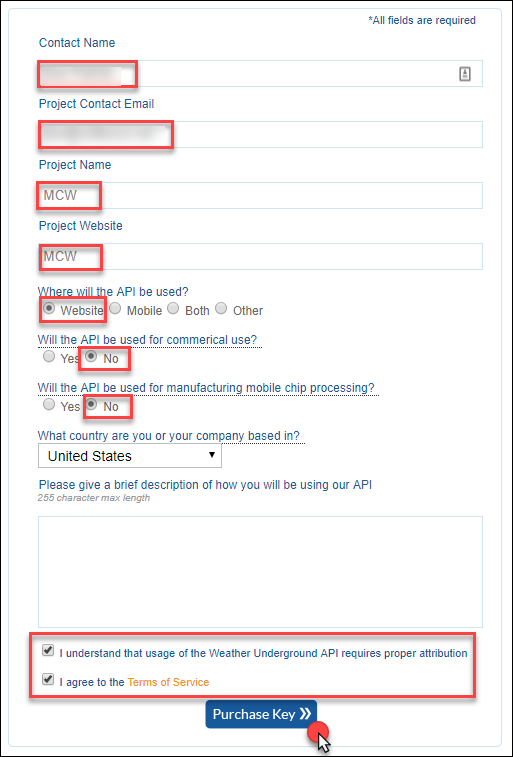 *All fields are required
Contact Name
Project Contact Email
Project Name
MCW
Project Website
MCW
Where will the API be used?
Website Mobile Both Other
Will the API be used for commerical use?
Yes No
Will the API be used for manufacturing mobile chip processing?
Yes No
What country are you or your company based in?
United States
Please give a brief description of how you will be using our API
255 character max length
I understand that usage of the Weather Underground API requires proper attribution
I agree to the Terms of Service
Purchase Key »